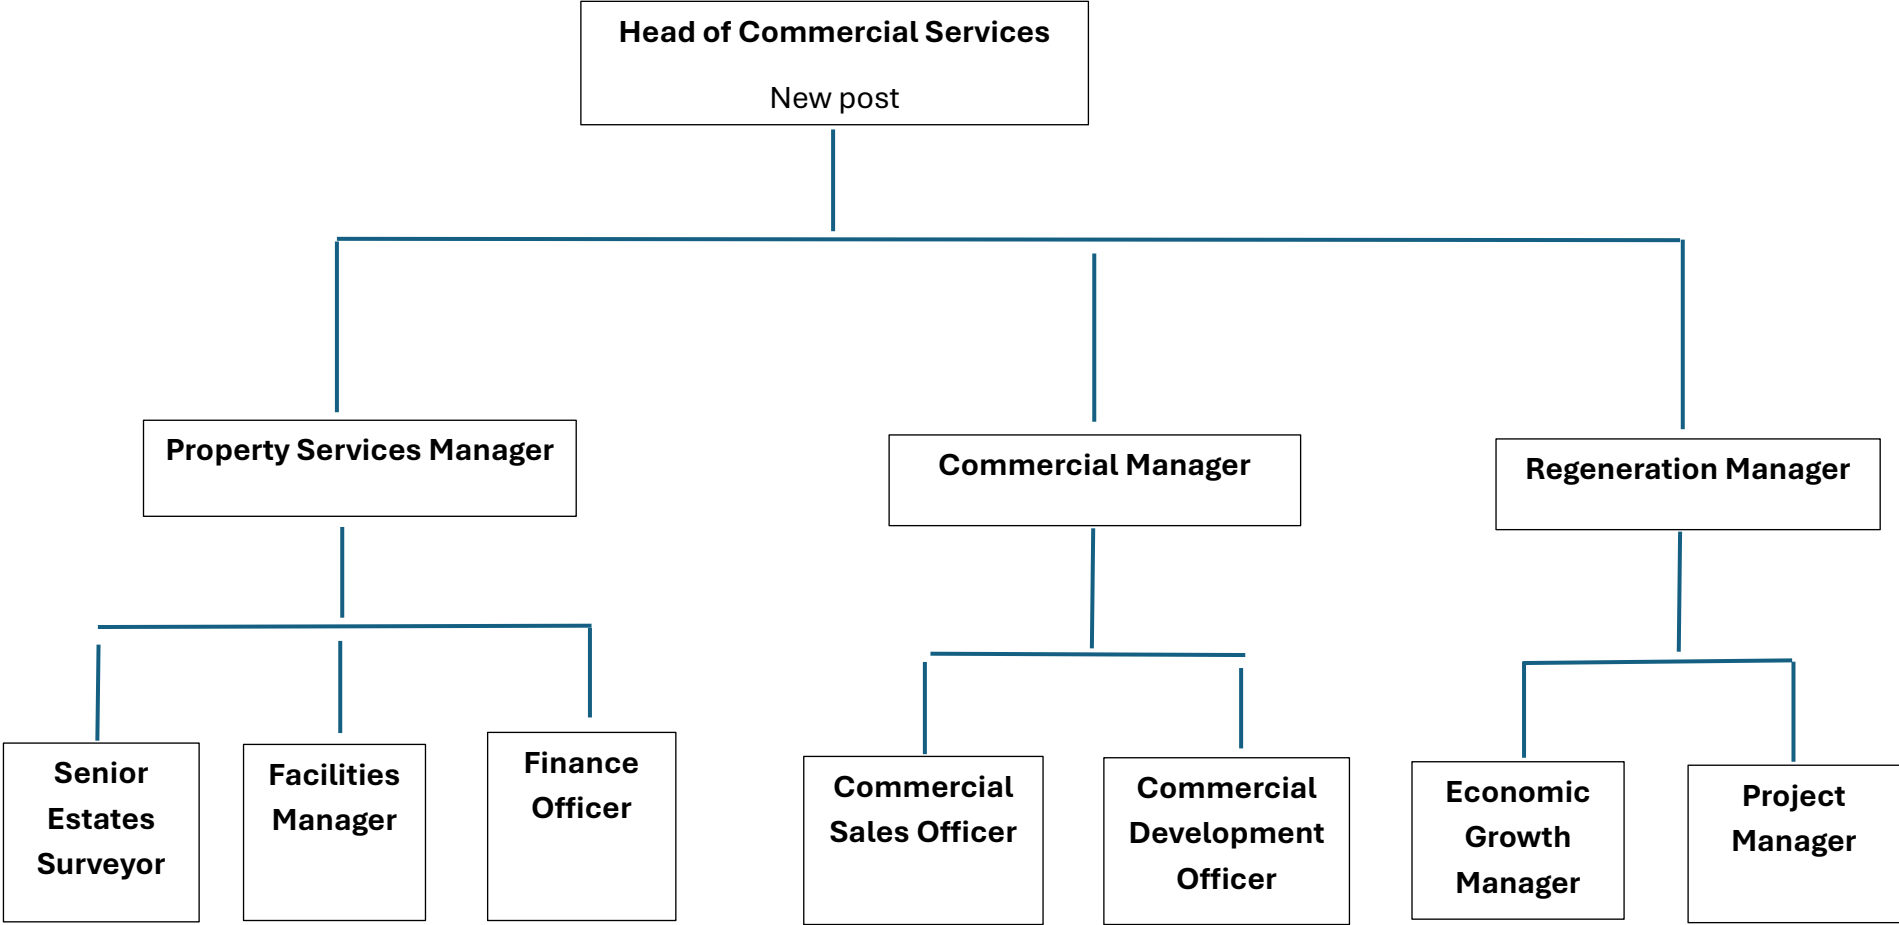 Head of Commercial Services
New post
Property Services Manager
Commercial Manager
Regeneration Manager
Senior
Estates
Surveyor
Facilities
Manager
Finance
Officer
Commercial
Sales Officer
Commercial
Development
Officer
Economic
Growth
Manager
Project
Manager